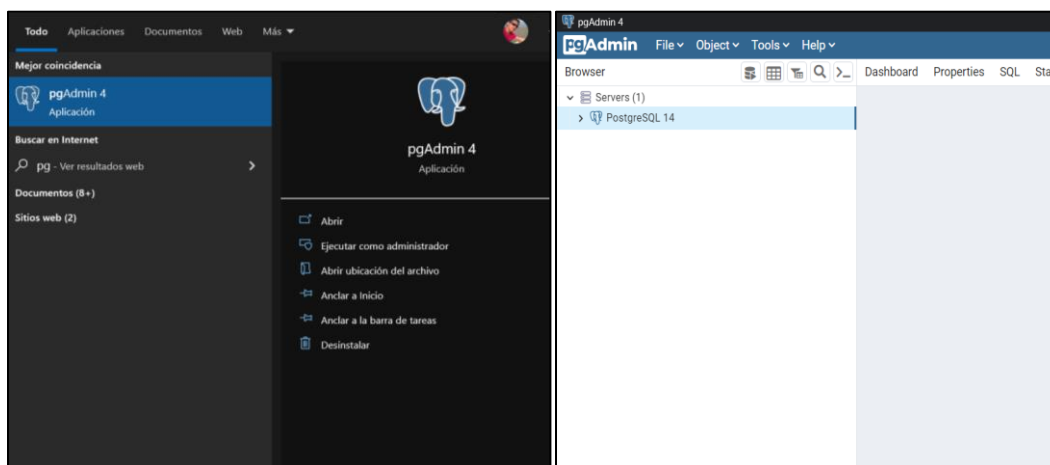 Todo Aplicaciones Documentos Web Más
Mejor coincidencia
pgAdmin 4
Aplicación
Buscar en Internet
pg - Ver resultados web
Documentos (8+)
Sitios web (2)
pgAdmin 4
Aplicación
Abrir
Ejecutar como administrador
Abrir ubicación del archivo
Anclar a Inicio
Anclar a la barra de tareas
Desinstalar
pgAdmin 4
pgAdmin File Object Tools Help
Browser Dashboard Properties SQL Sta
Servers (1)
PostgreSQL 14